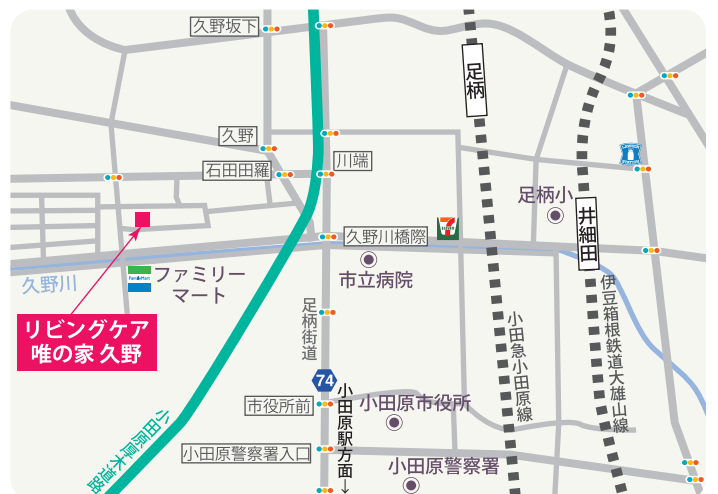 久野坂下
足柄
久野
川端
石田田羅
足柄小
井細田
久野川橋際
市立病院
ファミリー
マート
FamilyMart
久野川
リビングケア
唯の家 久野
足柄街道
伊豆箱根鉄道大雄山線
小田急小田原線
74
小田原駅方面→
市役所前
小田原市役所
小田原厚木道路
小田原警察署入口
小田原警察署